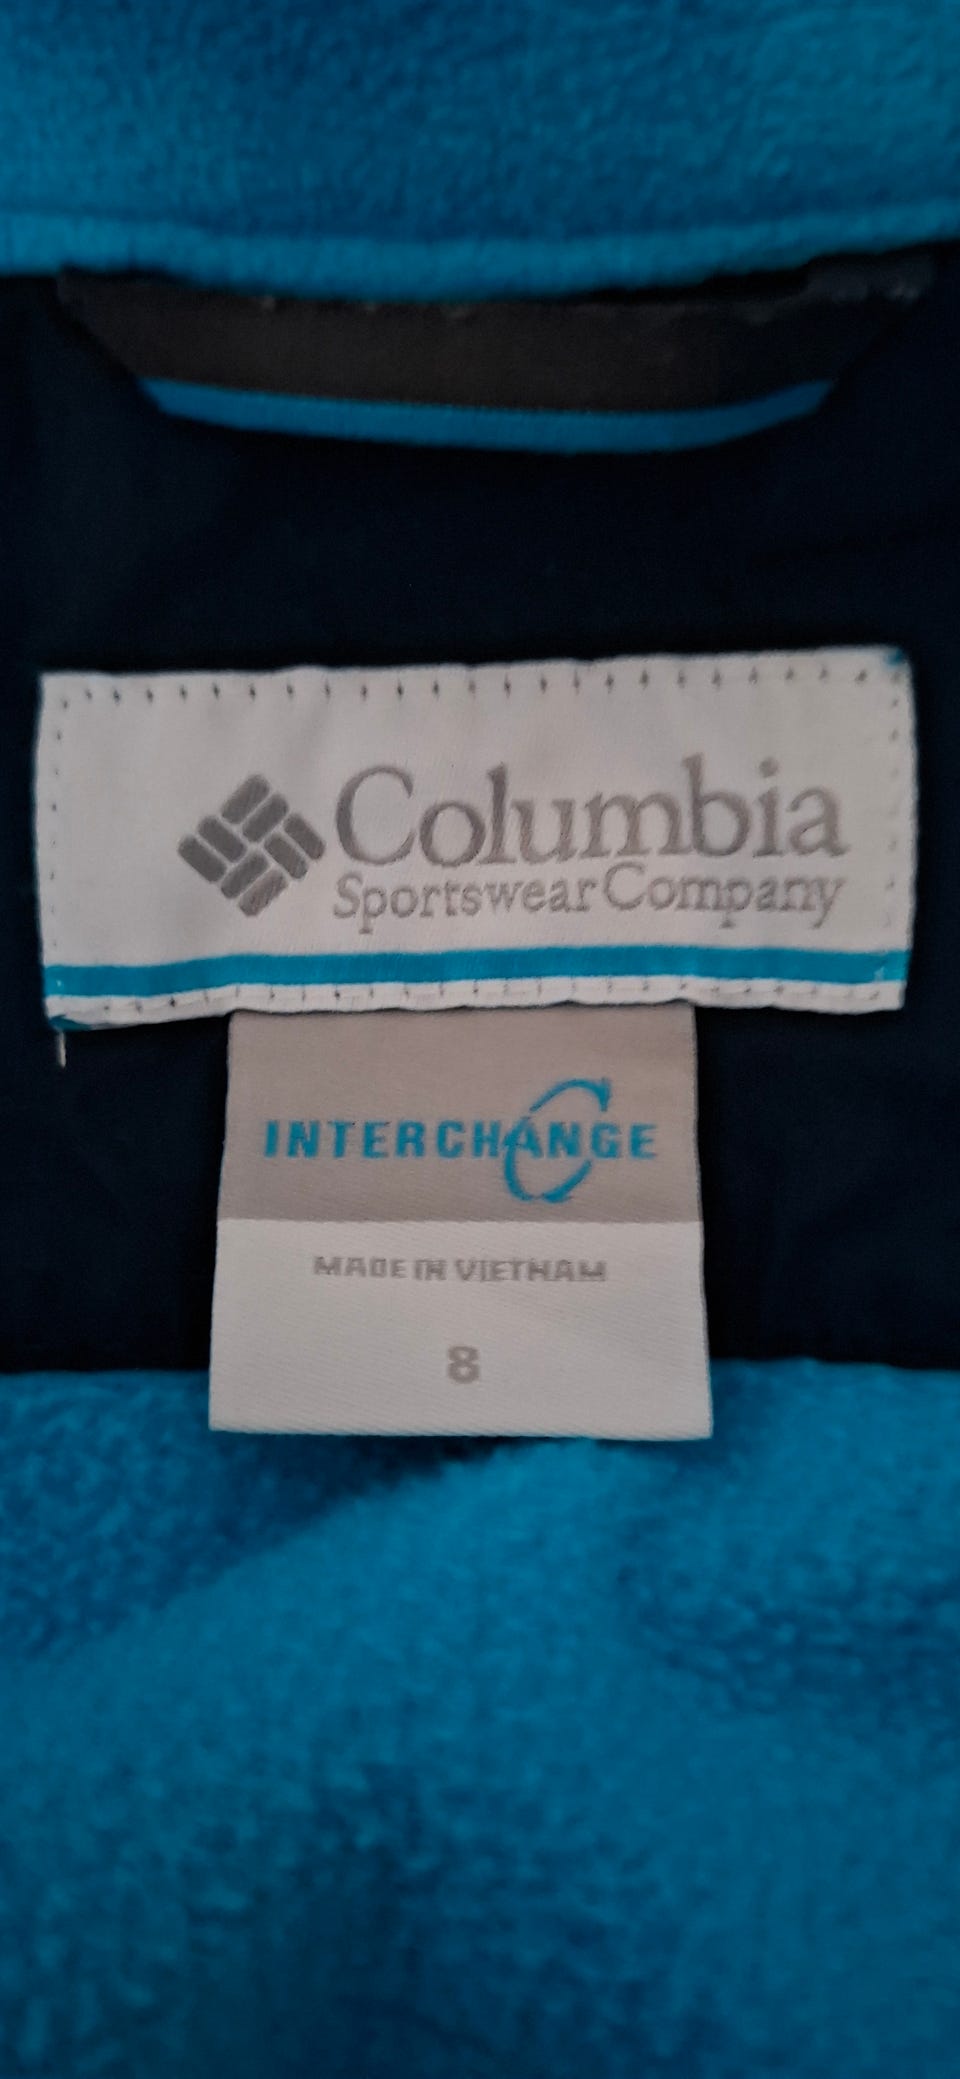 Columbia
Sportswear Company
INTERCHANGE
MADE IN VIETNAM
8